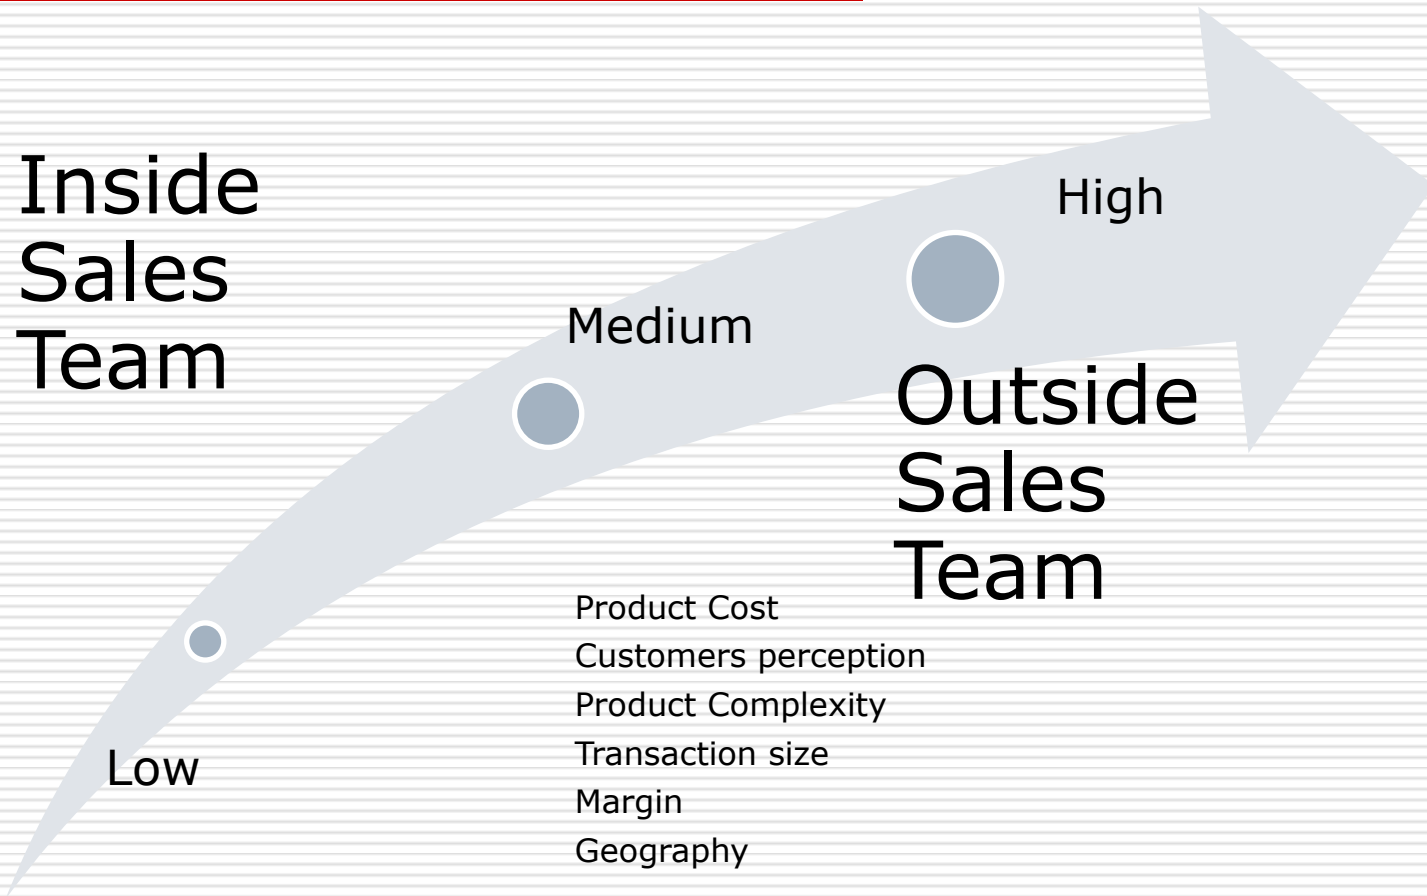 Inside
Sales
Team
High
Medium
Outside
Sales
Team
Low
Product Cost
Customers perception
Product Complexity
Transaction size
Margin
Geography